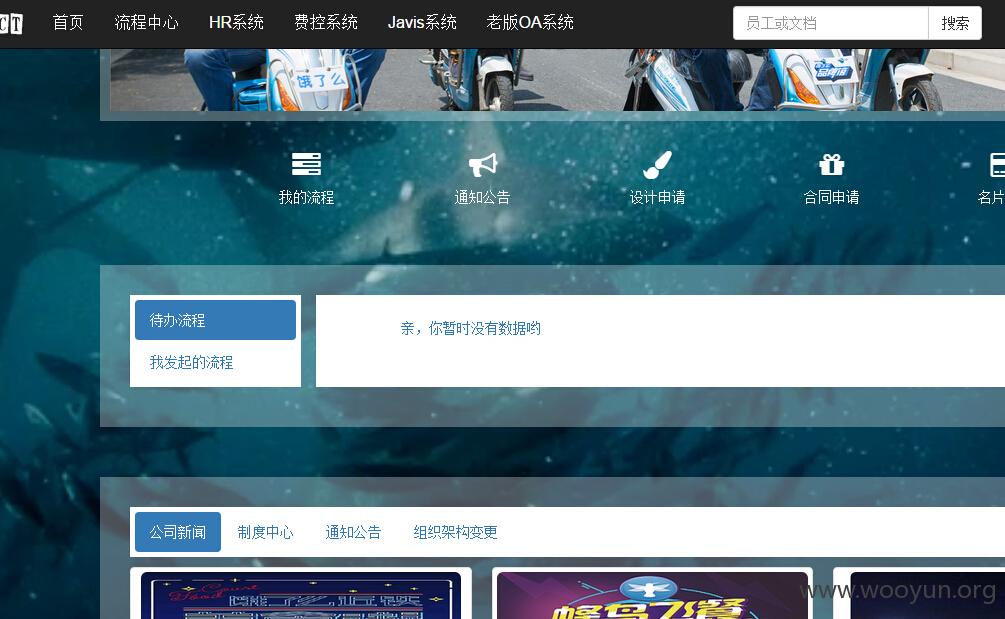 CT 首页 流程中心 HR系统 费控系统 Javis系统 老版OA系统 员工或文档 搜索
饿了么
我的流程 通知公告 设计申请 合同申请 名片
待办流程
亲，你暂时没有数据哟
我发起的流程
公司新闻 制度中心 通知公告 组织架构变更
www.wooyun.org